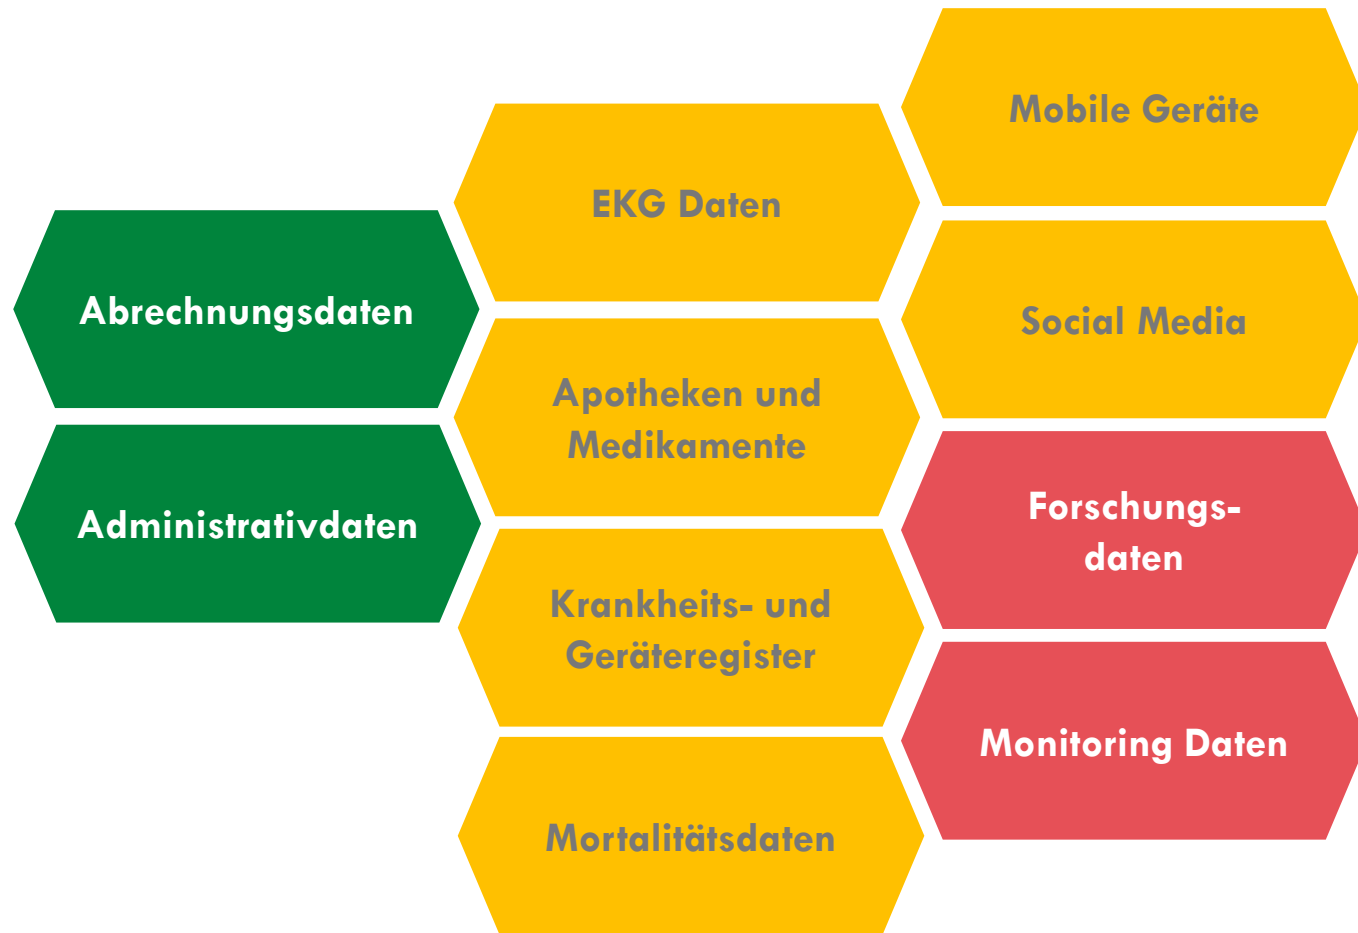 Abrechnungsdaten
Administrativdaten
EKG Daten
Apotheken und
Medikamente
Krankheits- und
Geräteregister
Mortalitätsdaten
Mobile Geräte
Social Media
Forschungs-
daten
Monitoring Daten